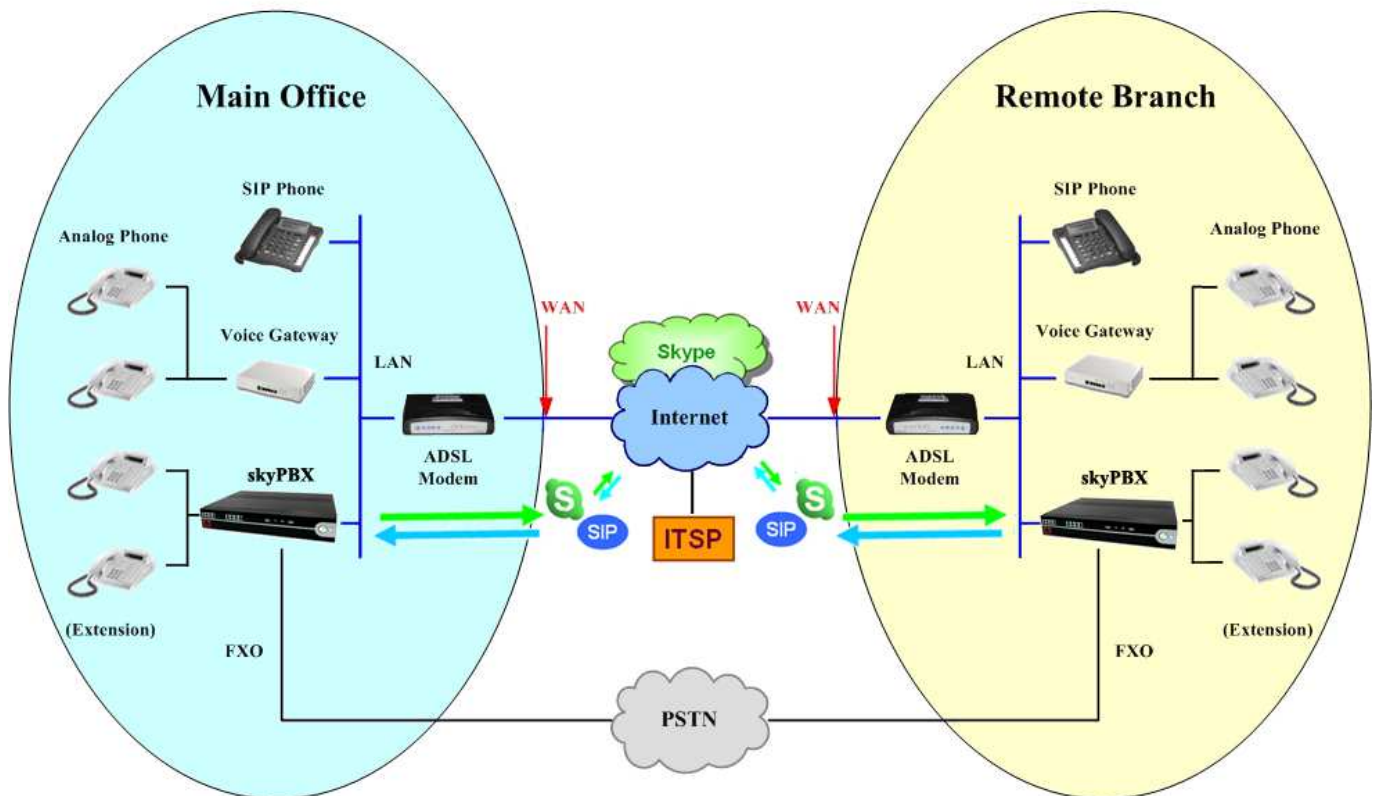 Main Office
Remote Branch
SIP Phone
SIP Phone
Analog Phone
Analog Phone
WAN
WAN
Skype
Voice Gateway
Voice Gateway
LAN
LAN
Internet
ADSL
Modem
ADSL
Modem
skyPBX
skyPBX
S
S
SIP
SIP
ITSP
(Extension)
(Extension)
FXO
FXO
PSTN